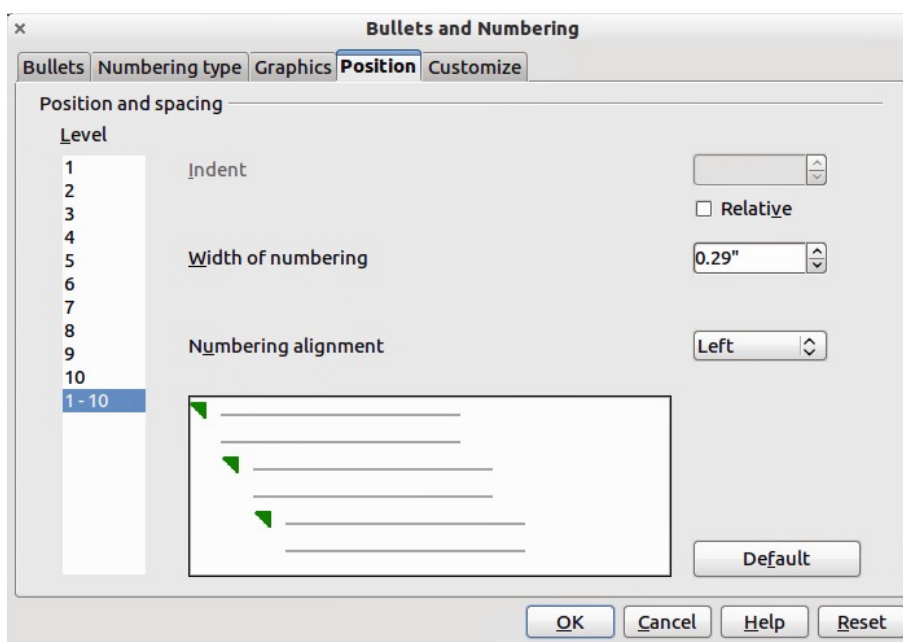 Bullets and Numbering
Bullets Numbering type Graphics Position Customize
Position and spacing
Level
1
2
3
4
5
6
7
8
9
10
1 - 10
Indent
Relative
Width of numbering 0.29"
Numbering alignment Left
Default
OK Cancel Help Reset